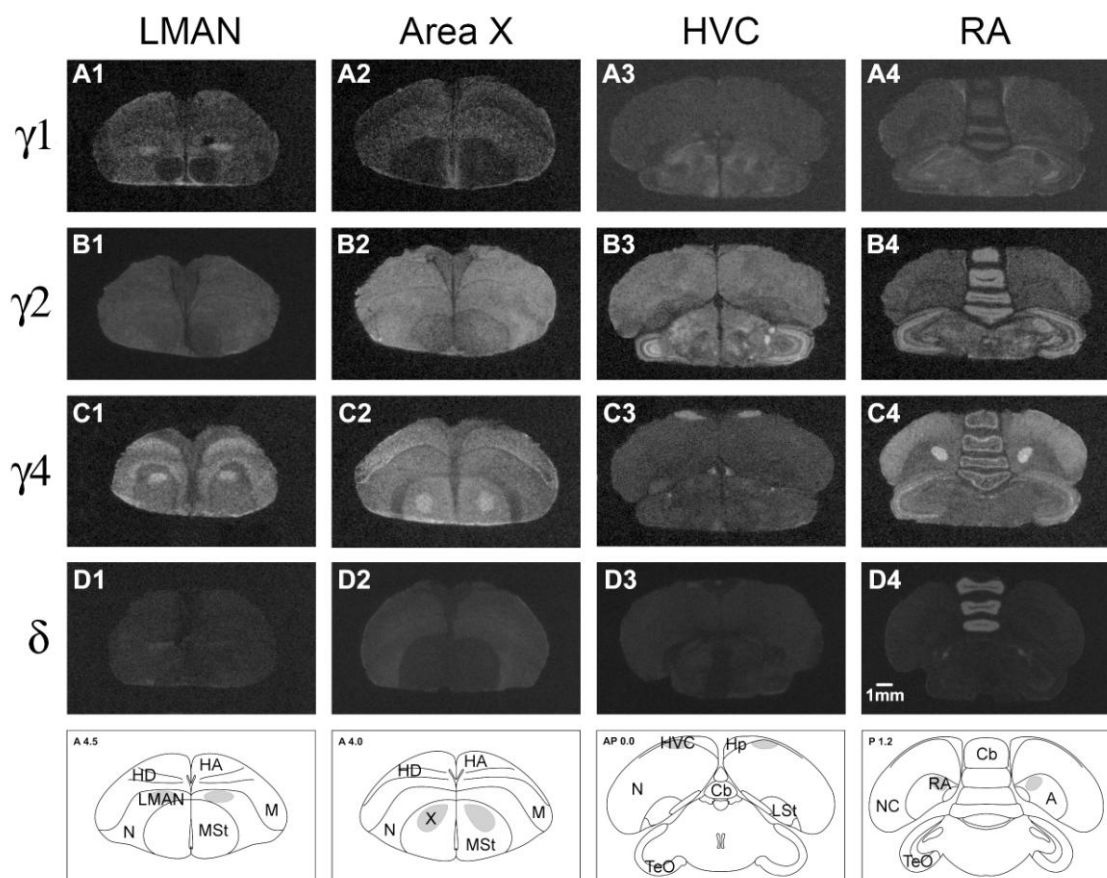 LMAN Area X HVC RA
γ1 A1 A2 A3 A4
γ2 B1 B2 B3 B4
γ4 C1 C2 C3 C4
δ D1 D2 D3 D4
1mm
A 4.5
HD HA
LMAN
N MSt M
A 4.0
HD HA
X
N MSt M
AP 0.0
HVC Hp
N Cb LSt
TeO
P 1.2
Cb
RA
NC A
TeO